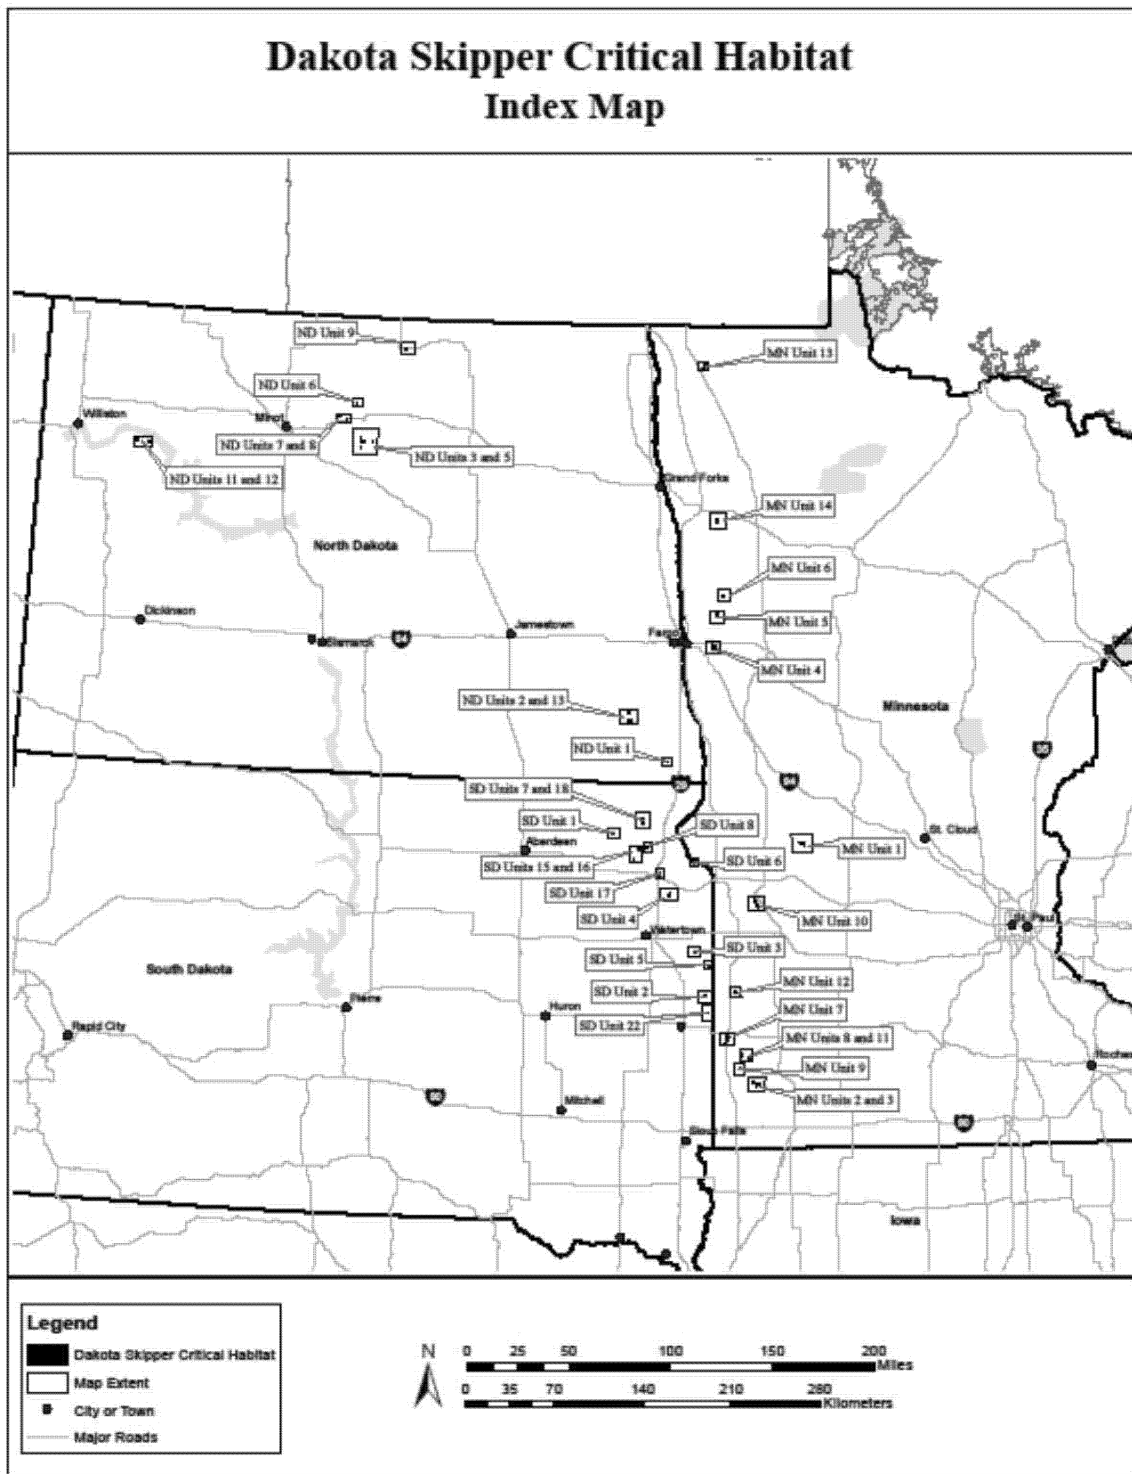 Dakota Skipper Critical Habitat
Index Map
ND Unit 9
MN Unit 13
ND Unit 6
Williston
Minot
ND Units 7 and 8
ND Units 3 and 5
ND Units 11 and 12
Grand Forks
MN Unit 14
North Dakota
MN Unit 6
Dickinson
MN Unit 5
Jamestown
Fargo
Bismarck
94
MN Unit 4
ND Units 2 and 13
Minnesota
ND Unit 1
35
29
94
SD Units 7 and 18
SD Unit 1
SD Unit 8
St. Cloud
Aberdeen
MN Unit 1
SD Units 15 and 16
SD Unit 6
SD Unit 17
SD Unit 4
MN Unit 10
St. Paul
Watertown
SD Unit 3
SD Unit 5
South Dakota
MN Unit 12
SD Unit 2
Pierre
Huron
MN Unit 7
SD Unit 22
Rapid City
MN Units 8 and 11
Roches
MN Unit 9
90
Mitchell
MN Units 2 and 3
90
Sioux Falls
Iowa
Legend
Dakota Skipper Critical Habitat
Map Extent
City or Town
Major Roads
N
0 25 50 100 150 200
Miles
0 35 70 140 210 280
Kilometers